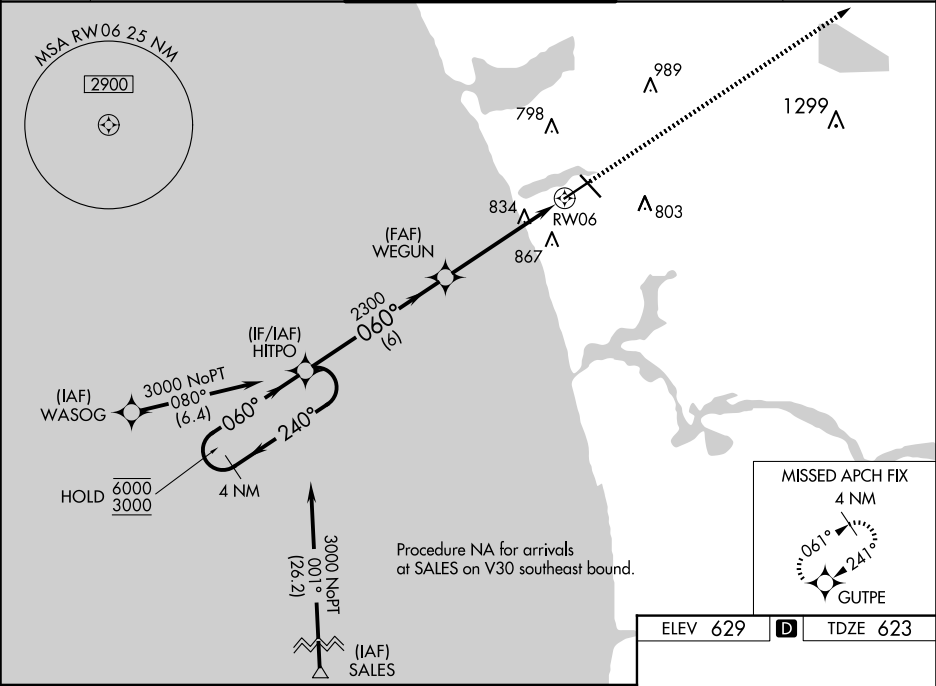 MSA RW06 25 NM
2900
989
798
1299
834
RW06
803
867
(FAF)
WEGUN
2300
060°
(6)
(IF/IAF)
HITPO
3000 NoPT
080°
(6.4)
(IAF)
WASOG
060°
240°
4 NM
HOLD 6000
3000
3000 NoPT
001°
(26.2)
(IAF)
SALES
Procedure NA for arrivals
at SALES on V30 southeast bound.
MISSED APCH FIX
4 NM
061°
241°
GUTPE
ELEV 629 D TDZE 623